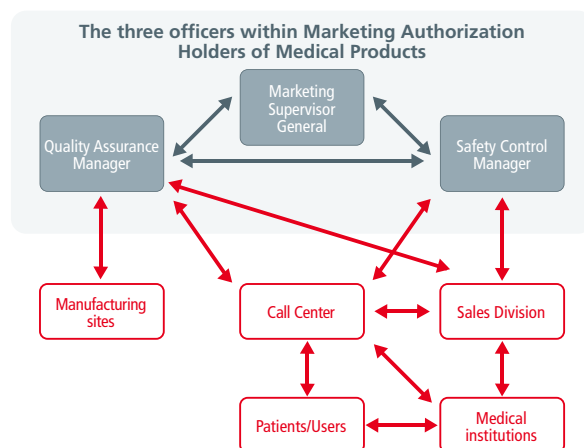 The three officers within Marketing Authorization
Holders of Medical Products
Marketing
Supervisor
General
Quality Assurance
Manager
Safety Control
Manager
Manufacturing
sites
Call Center
Sales Division
Patients/Users
Medical
institutions